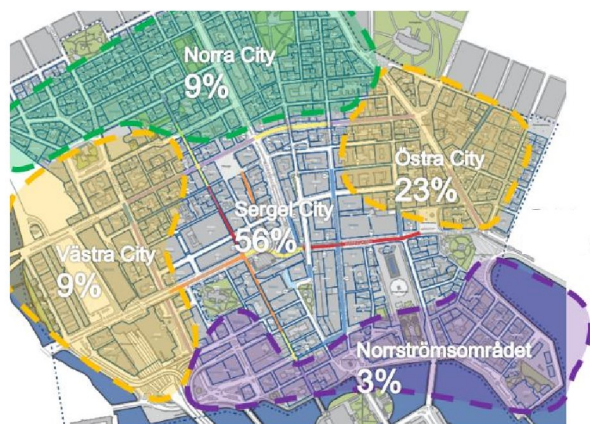 Norra City
9%
Östra City
23%
Sergel City
56%
Västra City
9%
Norrströmsområdet
3%